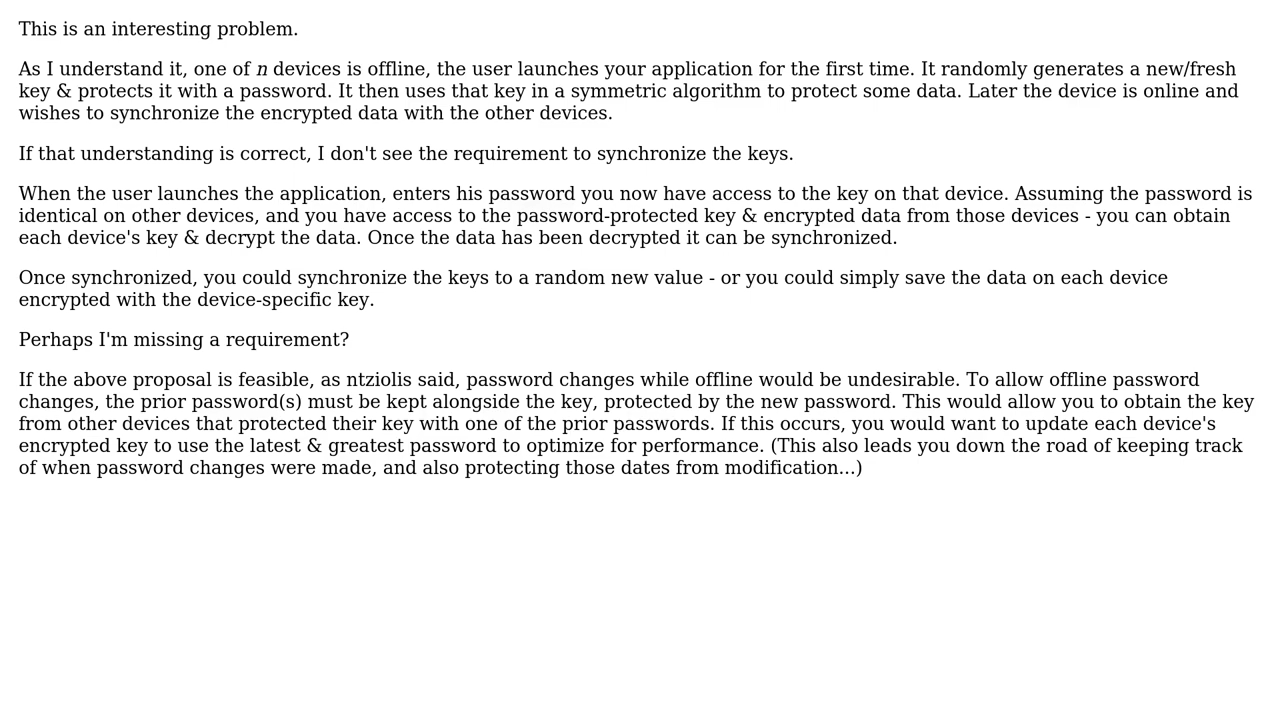 This is an interesting problem.
As I understand it, one of n devices is offline, the user launches your application for the first time. It randomly generates a new/fresh
key & protects it with a password. It then uses that key in a symmetric algorithm to protect some data. Later the device is online and
wishes to synchronize the encrypted data with the other devices.
If that understanding is correct, I don't see the requirement to synchronize the keys.
When the user launches the application, enters his password you now have access to the key on that device. Assuming the password is
identical on other devices, and you have access to the password-protected key & encrypted data from those devices - you can obtain
each device's key & decrypt the data. Once the data has been decrypted it can be synchronized.
Once synchronized, you could synchronize the keys to a random new value - or you could simply save the data on each device
encrypted with the device-specific key.
Perhaps I'm missing a requirement?
If the above proposal is feasible, as ntziolis said, password changes while offline would be undesirable. To allow offline password
changes, the prior password(s) must be kept alongside the key, protected by the new password. This would allow you to obtain the key
from other devices that protected their key with one of the prior passwords. If this occurs, you would want to update each device's
encrypted key to use the latest & greatest password to optimize for performance. (This also leads you down the road of keeping track
of when password changes were made, and also protecting those dates from modification...)